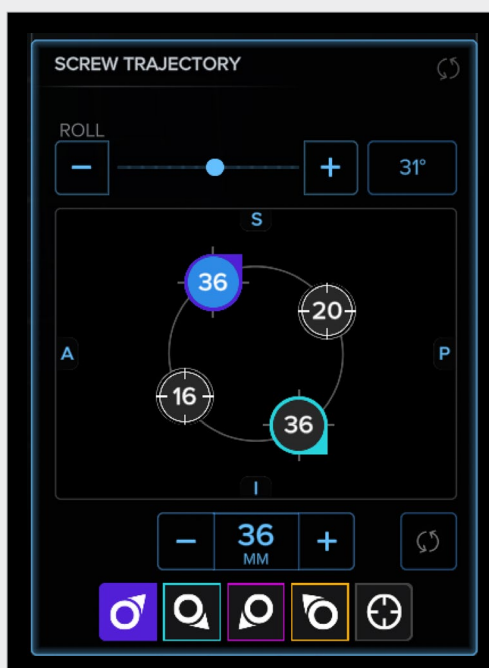 SCREW TRAJECTORY
ROLL
− + 31°
S
36
20
A P
16
36
I
− 36 +
MM